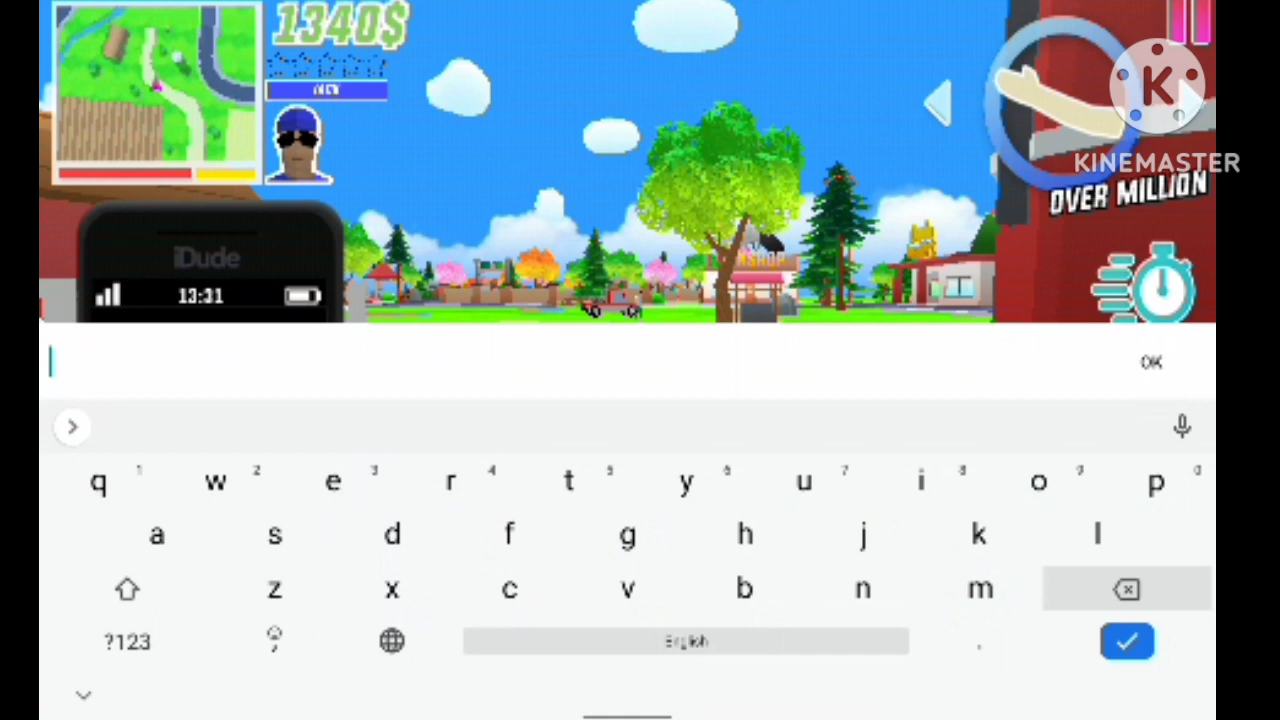 1340$
K
KINEMASTER
OVER MILLION
iDude
13:31
OK
q 1 w 2 e 3 r 4 t 5 y 6 u 7 i 8 o 9 p 0
a s d f g h j k l
z x c v b n m
?123 , English .